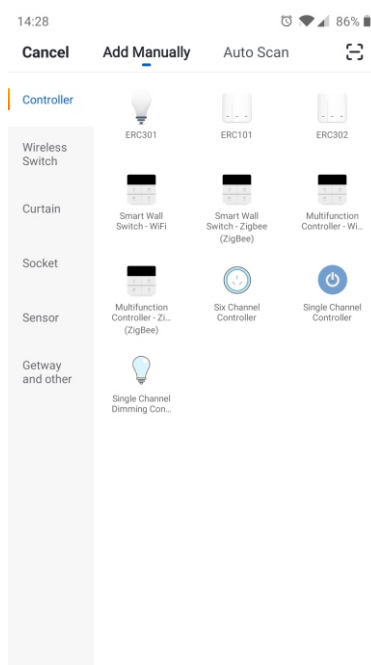 14:28
86%
Cancel Add Manually Auto Scan
Controller
Wireless
Switch
Curtain
Socket
Sensor
Getway
and other
ERC301
ERC101
ERC302
Smart Wall
Switch - WiFi
Smart Wall
Switch - Zigbee
(ZigBee)
Multifunction
Controller - Wi...
Multifunction
Controller - Zi...
(ZigBee)
Six Channel
Controller
Single Channel
Controller
Single Channel
Dimming Con...